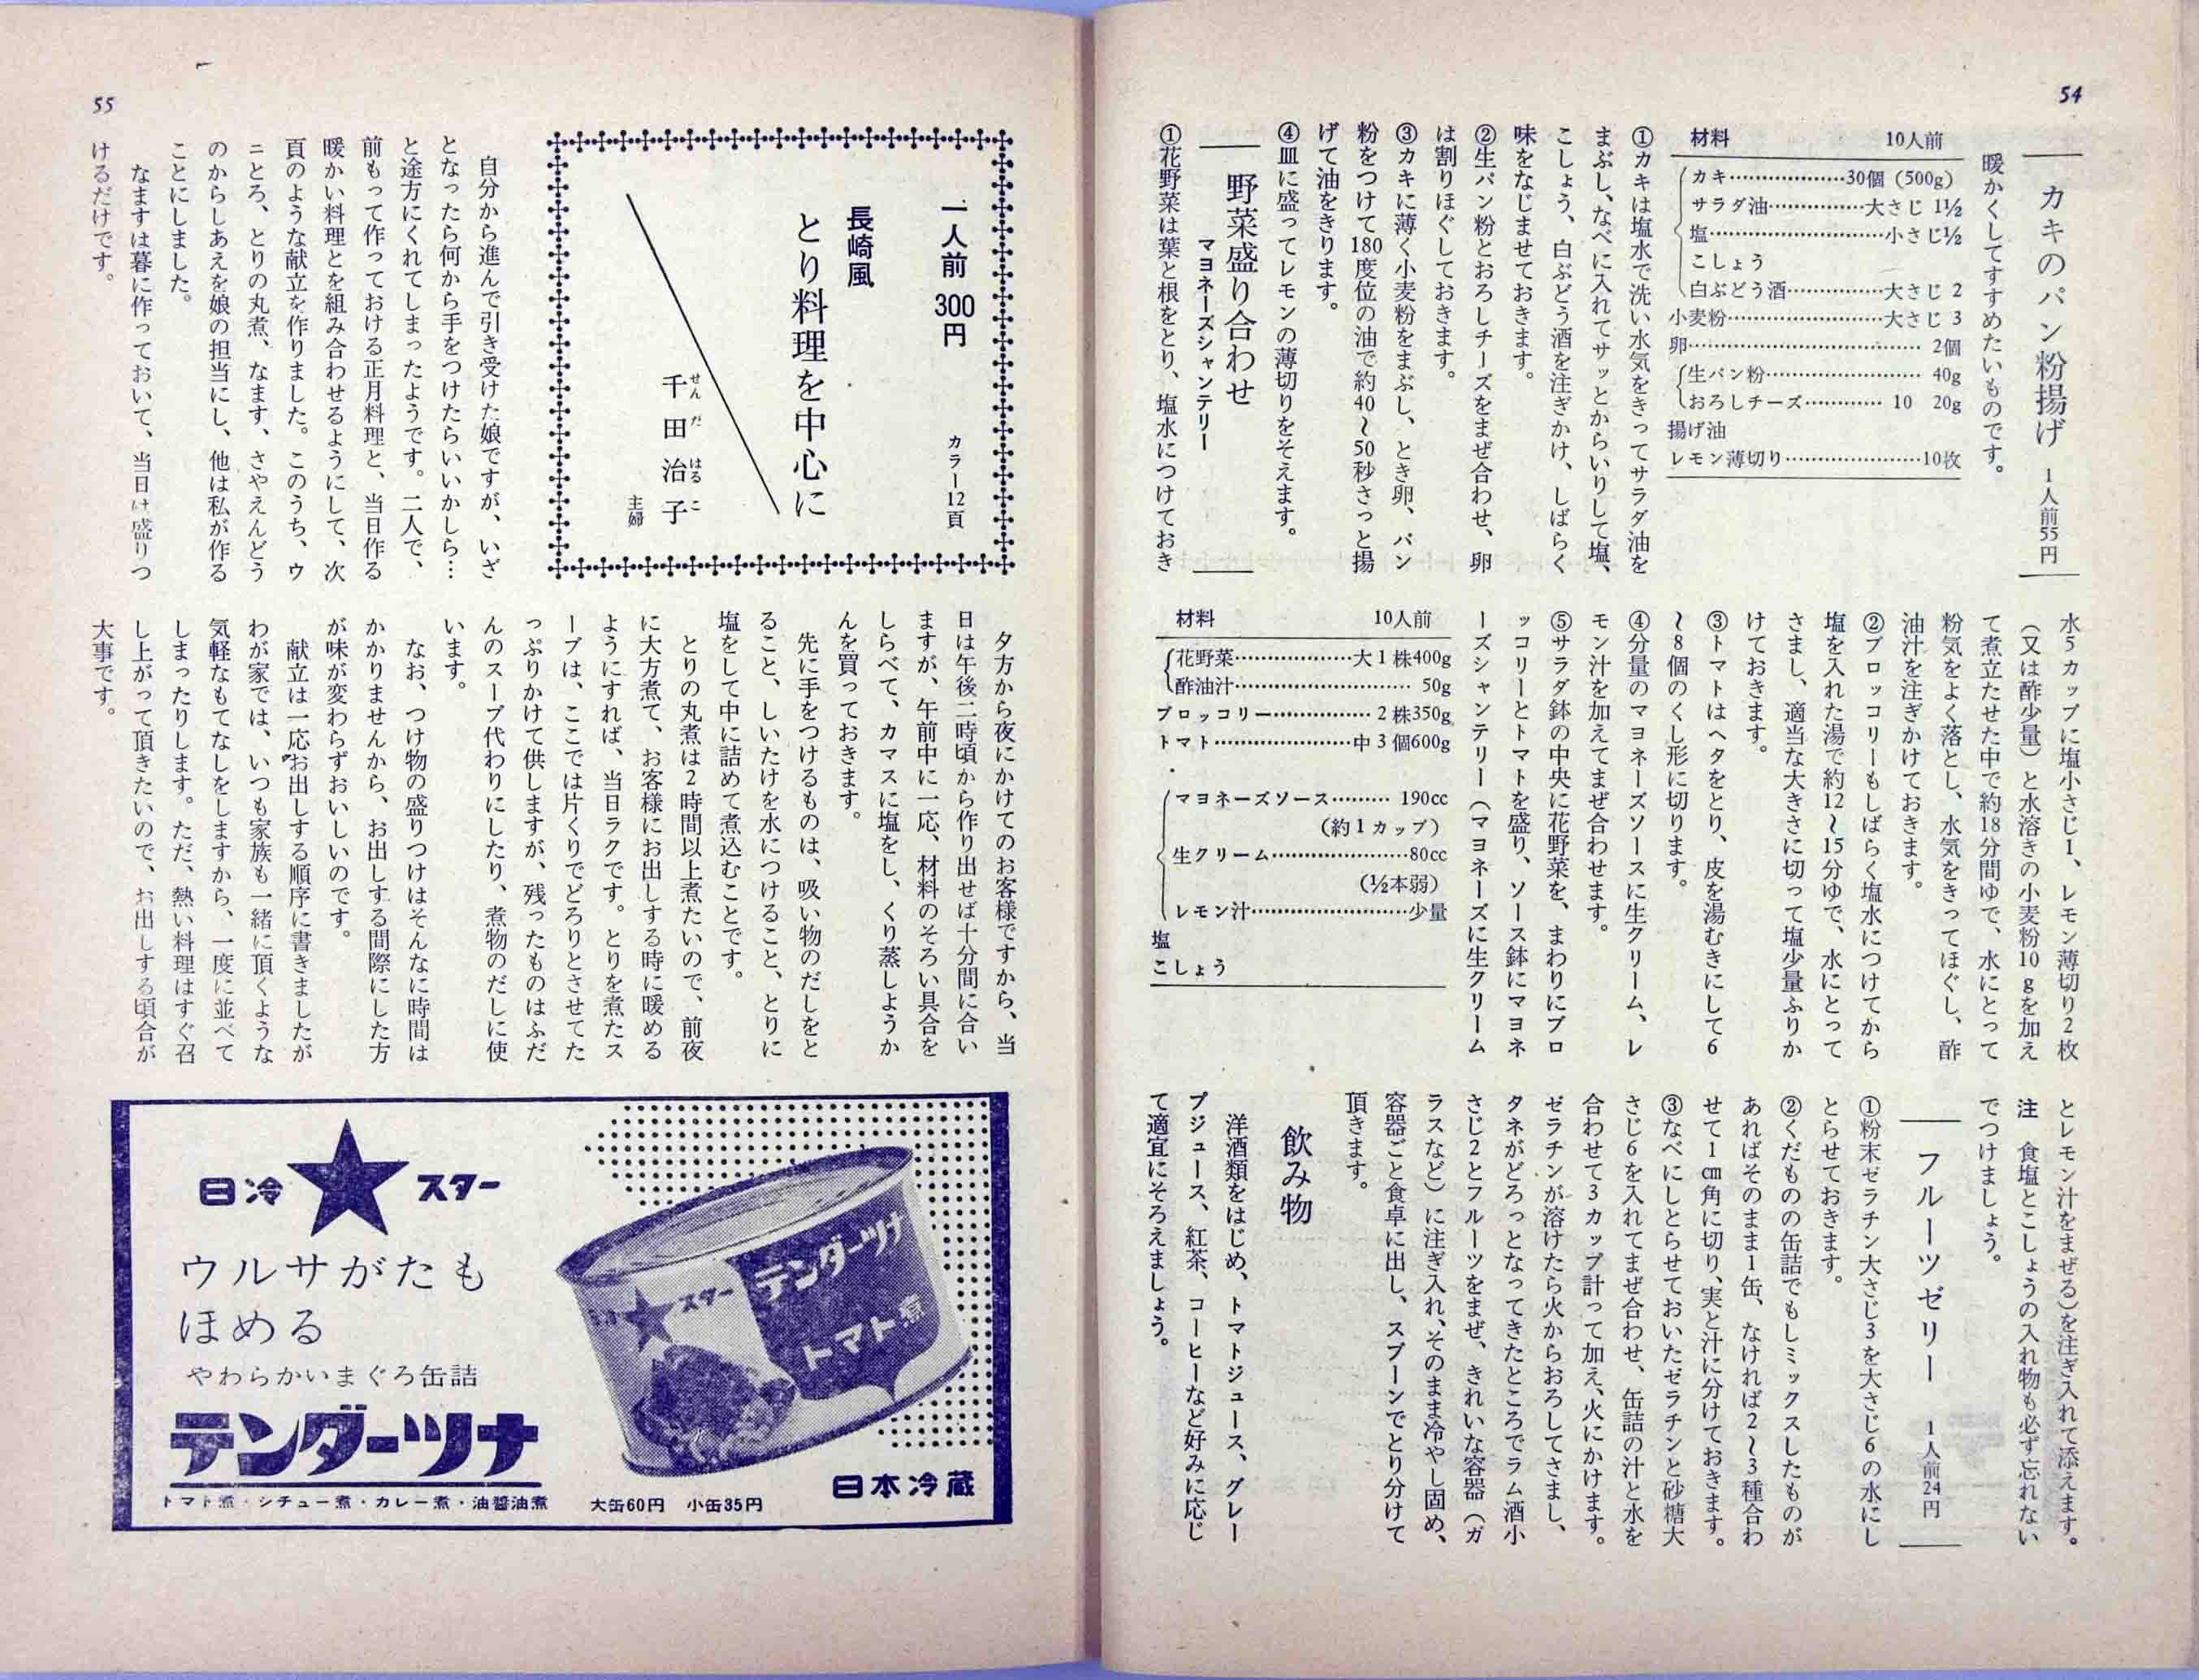 54
カキのパン粉揚げ 1人前55円
暖かくしてすすめたいものです。
材料 10人前
カキ………………30個（500g）
サラダ油……………大さじ 1½
塩………………………小さじ½
こしょう
白ぶどう酒……………大さじ 2
小麦粉……………………大さじ 3
卵……………………………… 2個
生パン粉…………………… 40g
おろしチーズ………… 10 20g
揚げ油
レモン薄切り…………………10枚
①カキは塩水で洗い水気をきってサラダ油を
まぶし、なべに入れてサッとからいりして塩、
こしょう、白ぶどう酒を注ぎかけ、しばらく
味をなじませておきます。
②生パン粉とおろしチーズをまぜ合わせ、卵
は割りほぐしておきます。
③カキに薄く小麦粉をまぶし、とき卵、パン
粉をつけて180度位の油で約40〜50秒さっと揚
げて油をきります。
④皿に盛ってレモンの薄切りをそえます。
野菜盛り合わせ
マヨネーズシャンテリー
①花野菜は葉と根をとり、塩水につけておき
水5カップに塩小さじ1、レモン薄切り2枚
（又は酢少量）と水溶きの小麦粉10gを加え
て煮立たせた中で約18分間ゆで、水にとって
粉気をよく落とし、水気をきってほぐし、酢
油汁を注ぎかけておきます。
②ブロッコリーもしばらく塩水につけてから
塩を入れた湯で約12〜15分ゆで、水にとって
さまし、適当な大きさに切って塩少量ふりか
けておきます。
③トマトはヘタをとり、皮を湯むきにして6
〜8個のくし形に切ります。
④分量のマヨネーズソースに生クリーム、レ
モン汁を加えてまぜ合わせます。
⑤サラダ鉢の中央に花野菜を、まわりにブロ
ッコリーとトマトを盛り、ソース鉢にマヨネ
ーズシャンテリー（マヨネーズに生クリーム
材料 10人前
花野菜………………大1株400g
酢油汁……………………… 50g
ブロッコリー…………… 2株350g
トマト…………………中3個600g
マヨネーズソース……… 190cc
（約1カップ）
生クリーム…………………80cc
（½本弱）
レモン汁……………………少量
塩
こしょう
とレモン汁をまぜる）を注ぎ入れて添えます。
注 食塩とこしょうの入れ物も必ず忘れない
でつけましょう。
フルーツゼリー 1人前24円
①粉末ゼラチン大さじ3を大さじ6の水にし
とらせておきます。
②くだものの缶詰でもしミックスしたものが
あればそのまま1缶、なければ2〜3種合わ
せて1cm角に切り、実と汁に分けておきます。
③なべにしとらせておいたゼラチンと砂糖大
さじ6を入れてまぜ合わせ、缶詰の汁と水を
合わせて3カップ計って加え、火にかけます。
ゼラチンが溶けたら火からおろしてさまし、
タネがどろっとなってきたところでラム酒小
さじ2とフルーツをまぜ、きれいな容器（ガ
ラスなど）に注ぎ入れ、そのまま冷やし固め、
容器ごと食卓に出し、スプーンでとり分けて
頂きます。
飲み物
洋酒類をはじめ、トマトジュース、グレー
プジュース、紅茶、コーヒーなど好みに応じ
て適宜にそろえましょう。
55
一人前 300円 カラー12頁
長崎風
とり料理を中心に
千田治子
せんだ はるこ
主婦
自分から進んで引き受けた娘ですが、いざ
となったら何から手をつけたらいいかしら…
と途方にくれてしまったようです。二人で、
前もって作っておける正月料理と、当日作る
暖かい料理とを組み合わせるようにして、次
頁のような献立を作りました。このうち、ウ
ニとろ、とりの丸煮、なます、さやえんどう
のからしあえを娘の担当にし、他は私が作る
ことにしました。
なますは暮に作っておいて、当日は盛りつ
けるだけです。
夕方から夜にかけてのお客様ですから、当
日は午後二時頃から作り出せば十分間に合い
ますが、午前中に一応、材料のそろい具合を
しらべて、カマスに塩をし、くり蒸しようか
んを買っておきます。
先に手をつけるものは、吸い物のだしをと
ること、しいたけを水につけること、とりに
塩をして中に詰めて煮込むことです。
とりの丸煮は2時間以上煮たいので、前夜
に大方煮て、お客様にお出しする時に暖める
ようにすれば、当日ラクです。とりを煮たス
ープは、ここでは片くりでどろりとさせてた
っぷりかけて供しますが、残ったものはふだ
んのスープ代わりにしたり、煮物のだしに使
います。
なお、つけ物の盛りつけはそんなに時間は
かかりませんから、お出しする間際にした方
が味が変わらずおいしいのです。
献立は一応お出しする順序に書きましたが
わが家では、いつも家族も一緒に頂くような
気軽なもてなしをしますから、一度に並べて
しまったりします。ただ、熱い料理はすぐ召
し上がって頂きたいので、お出しする頃合が
大事です。
日冷 スター
ウルサがたも
ほめる
やわらかいまぐろ缶詰
テンダーツナ
トマト煮・シチュー煮・カレー煮・油醤油煮
大缶60円 小缶35円
日本冷蔵
日冷 スター
テンダーツナ
トマト煮